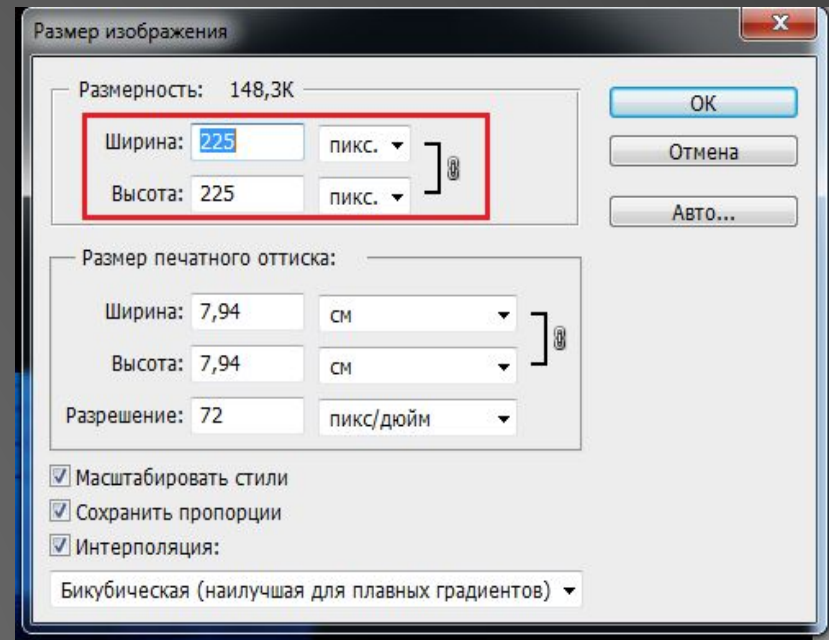 Размер изображения
Размерность: 148,3K
Ширина: 225 пикс.
Высота: 225 пикс.
OK
Отмена
Авто...
Размер печатного оттиска:
Ширина: 7,94 см
Высота: 7,94 см
Разрешение: 72 пикс/дюйм
Масштабировать стили
Сохранить пропорции
Интерполяция:
Бикубическая (наилучшая для плавных градиентов)